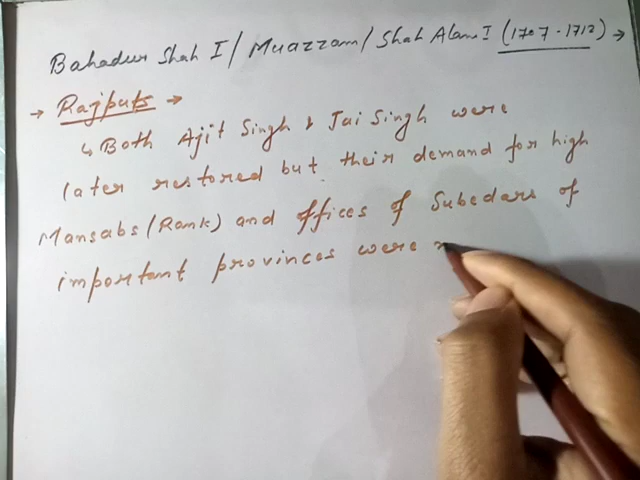 Bahadur Shah I / Muazzam / Shah Alam I (1707-1712) →
→ Rajputs →
↳ Both Ajit Singh & Jai Singh were
later restored but their demand for high
Mansabs (Rank) and offices of Subedars of
important provinces were n